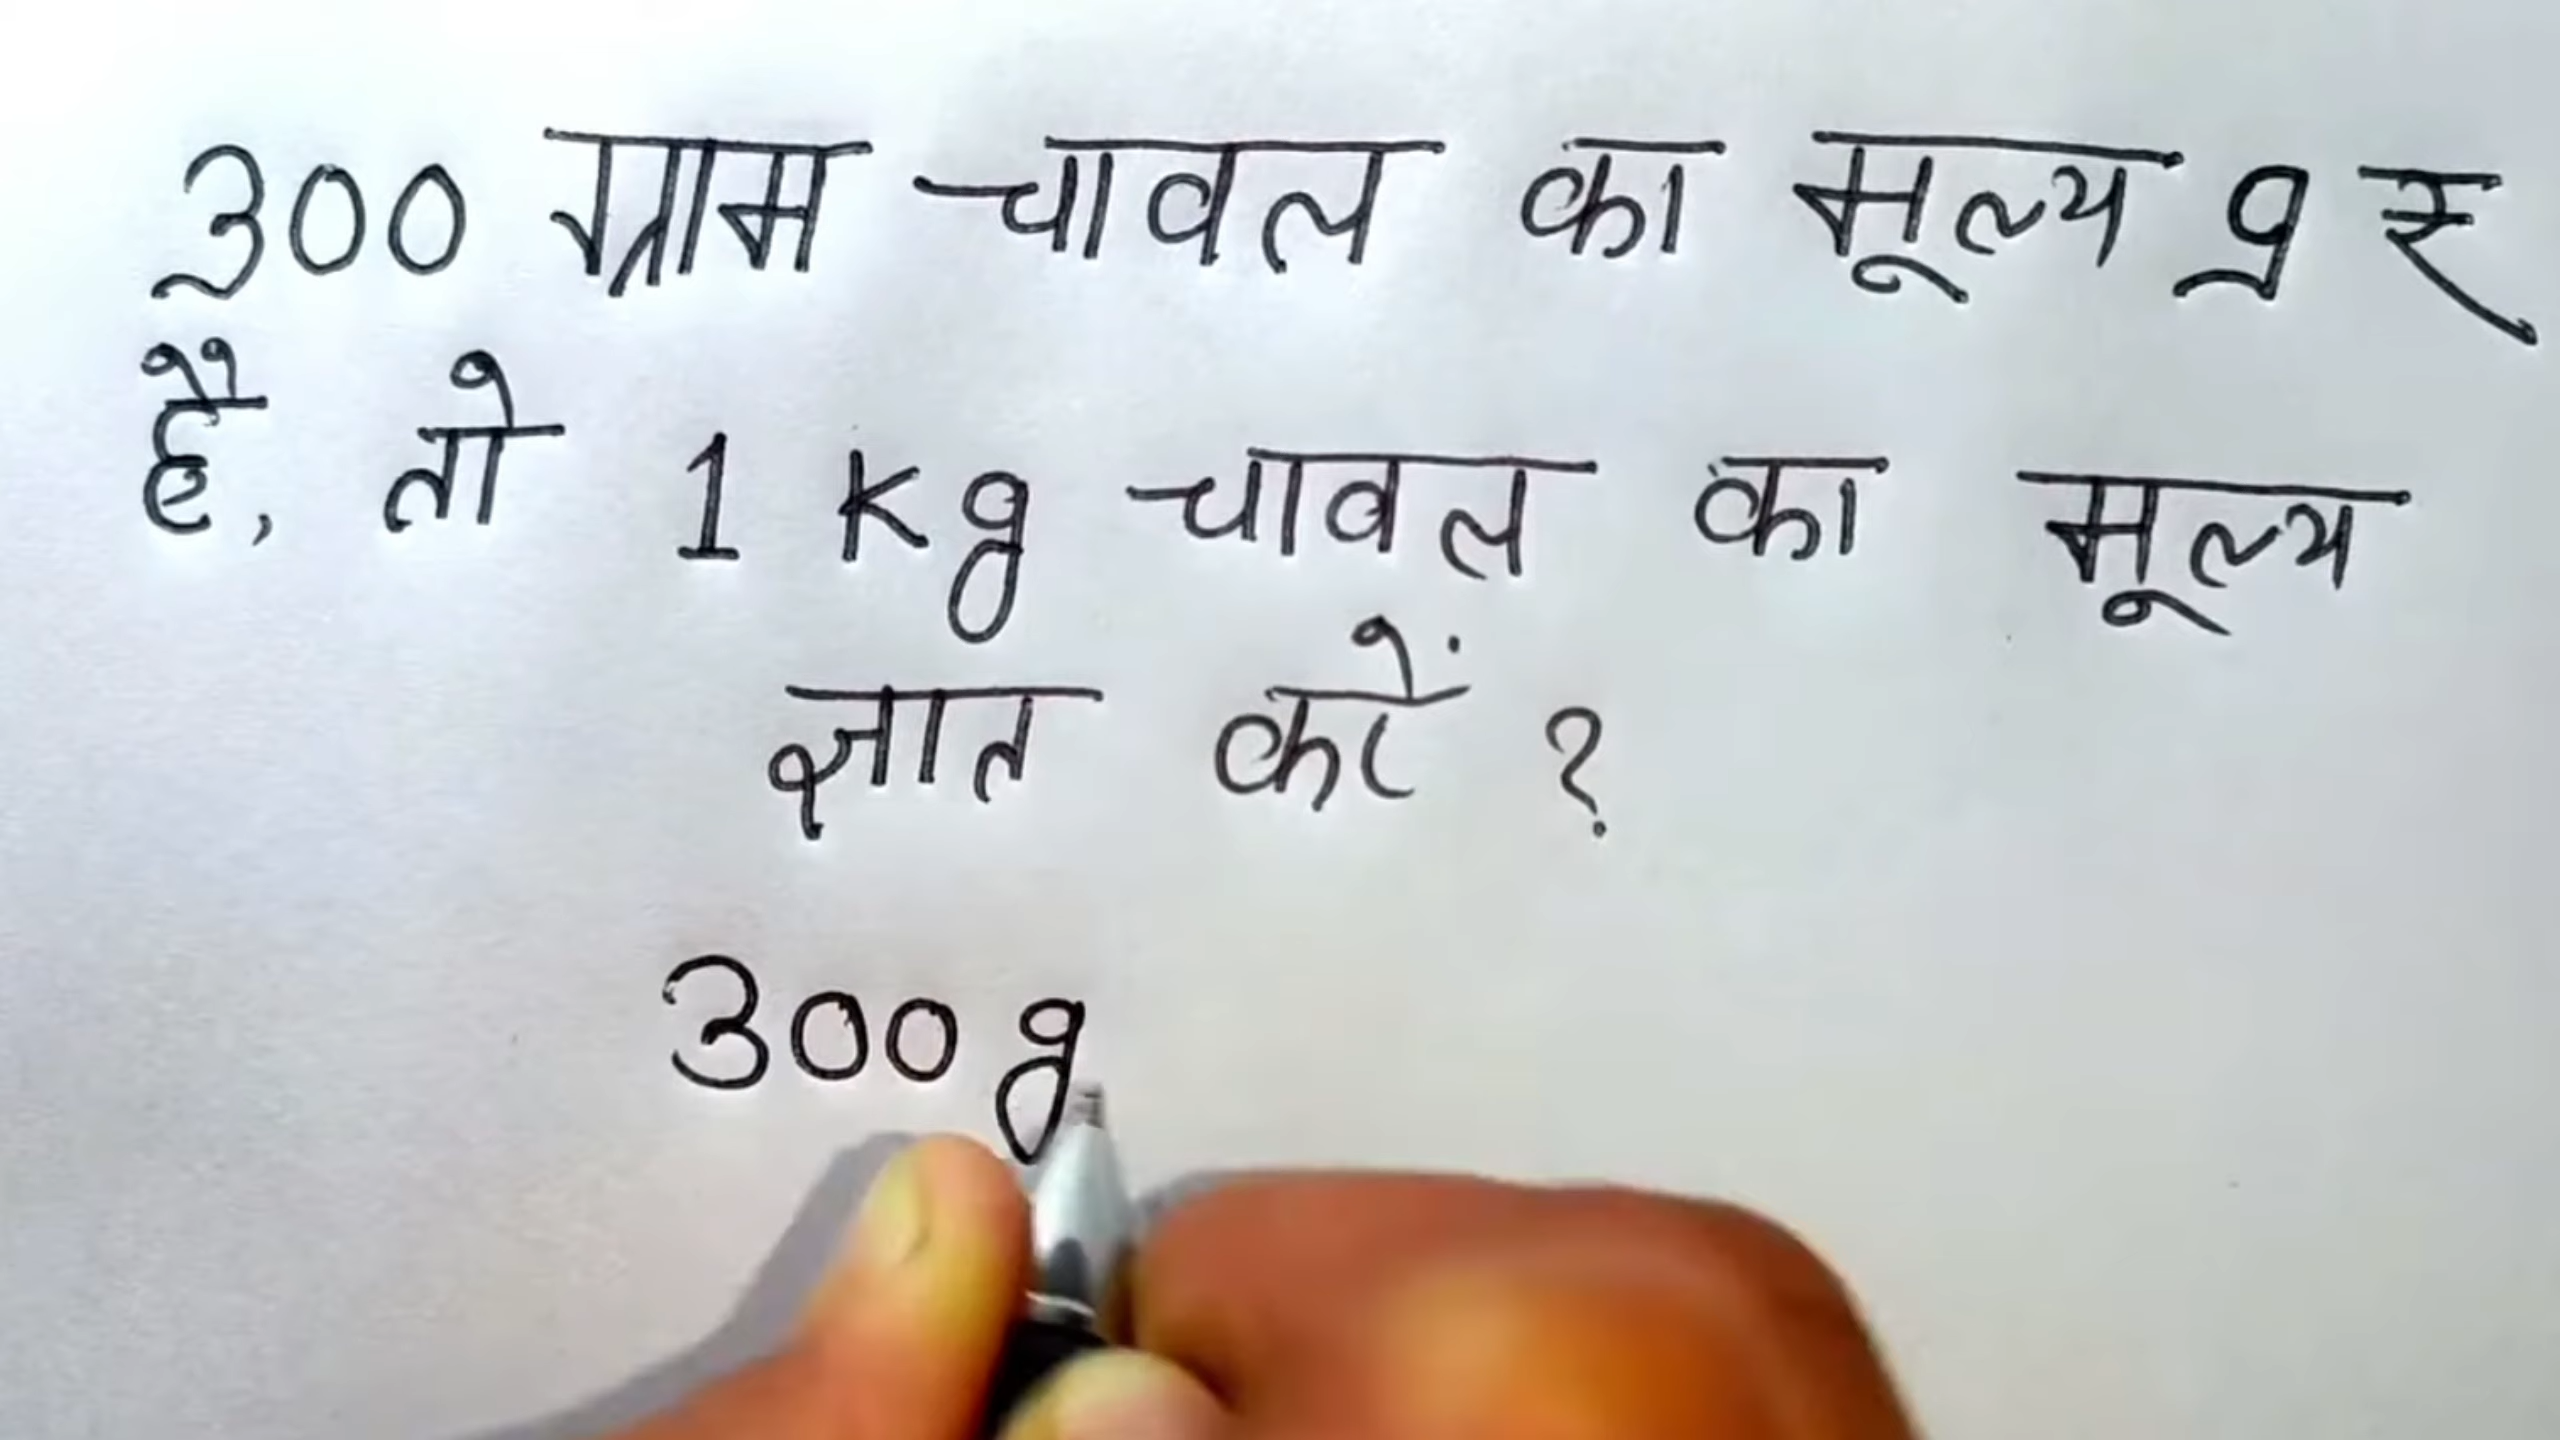 300 ग्राम चावल का मूल्य 9 ₹
है, तो 1 kg चावल का मूल्य
ज्ञात करें ?
300 g